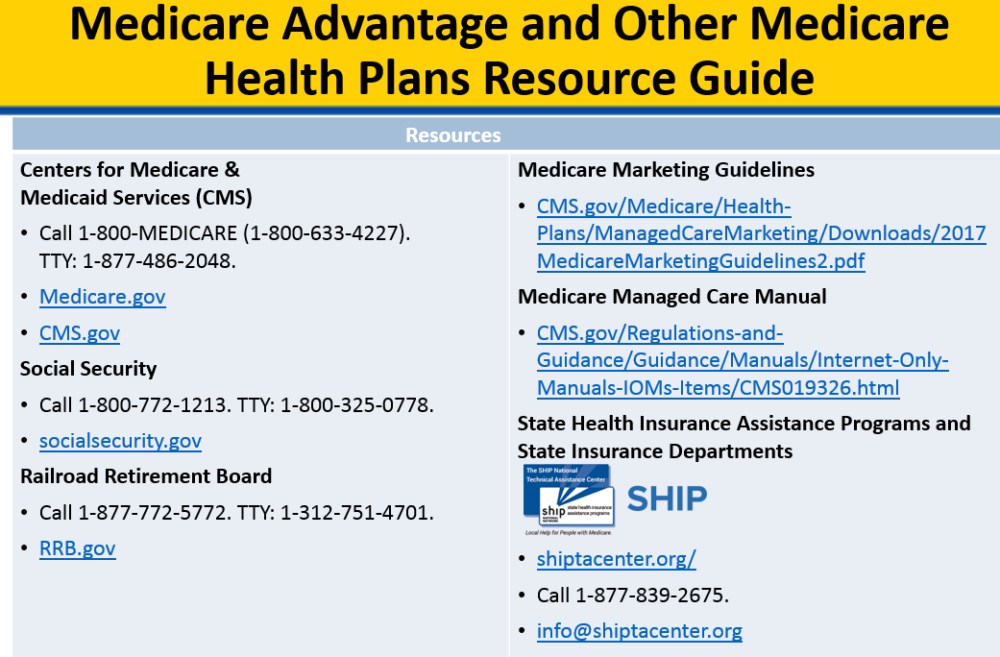 Medicare Advantage and Other Medicare
Health Plans Resource Guide
Resources
Centers for Medicare &
Medicaid Services (CMS)
• Call 1-800-MEDICARE (1-800-633-4227).
TTY: 1-877-486-2048.
• Medicare.gov
• CMS.gov
Social Security
• Call 1-800-772-1213. TTY: 1-800-325-0778.
• socialsecurity.gov
Railroad Retirement Board
• Call 1-877-772-5772. TTY: 1-312-751-4701.
• RRB.gov
Medicare Marketing Guidelines
• CMS.gov/Medicare/Health-
Plans/ManagedCareMarketing/Downloads/2017
MedicareMarketingGuidelines2.pdf
Medicare Managed Care Manual
• CMS.gov/Regulations-and-
Guidance/Guidance/Manuals/Internet-Only-
Manuals-IOMs-Items/CMS019326.html
State Health Insurance Assistance Programs and
State Insurance Departments
The SHIP National
Technical Assistance Center
ship state health insurance
assistance programs
NATIONAL
NETWORK
Local Help for People with Medicare.
SHIP
• shiptacenter.org/
• Call 1-877-839-2675.
• info@shiptacenter.org